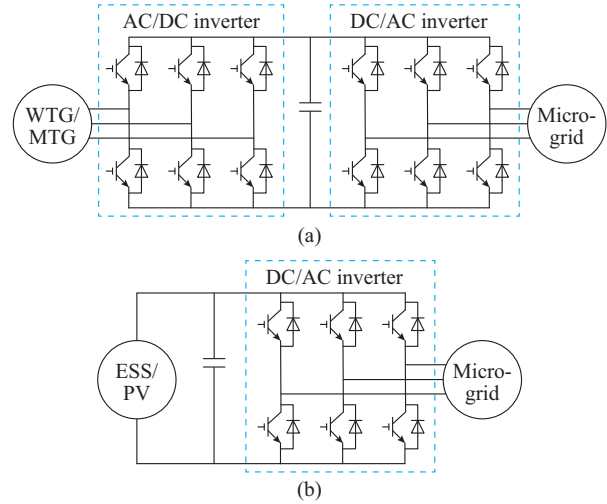 AC/DC inverter
DC/AC inverter
WTG/
MTG
Micro-
grid
(a)
DC/AC inverter
ESS/
PV
Micro-
grid
(b)